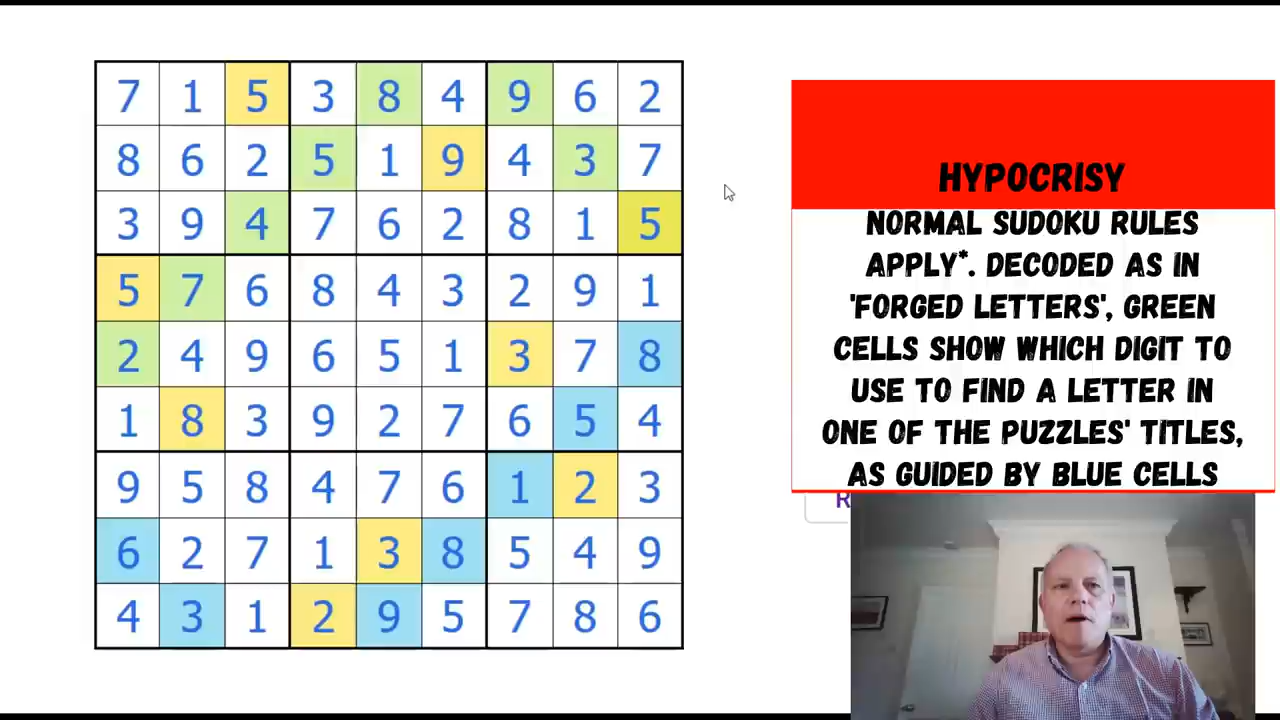 7 1 5 3 8 4 9 6 2
8 6 2 5 1 9 4 3 7
3 9 4 7 6 2 8 1 5
5 7 6 8 4 3 2 9 1
2 4 9 6 5 1 3 7 8
1 8 3 9 2 7 6 5 4
9 5 8 4 7 6 1 2 3
6 2 7 1 3 8 5 4 9
4 3 1 2 9 5 7 8 6
HYPOCRISY
NORMAL SUDOKU RULES
APPLY*. DECODED AS IN
'FORGED LETTERS', GREEN
CELLS SHOW WHICH DIGIT TO
USE TO FIND A LETTER IN
ONE OF THE PUZZLES' TITLES,
AS GUIDED BY BLUE CELLS